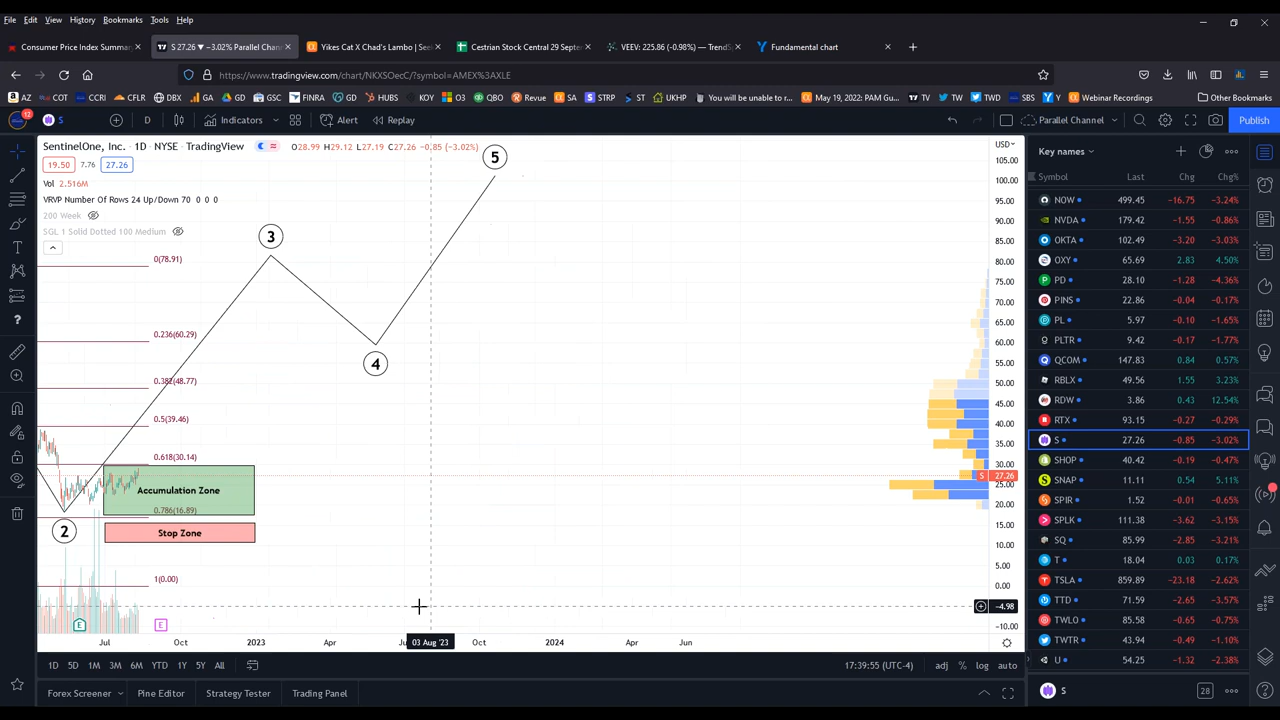 File Edit View History Bookmarks Tools Help
Consumer Price Index Summar
S 27.26 ▼ −3.02% Parallel Chan
Yikes Cat X Chad's Lambo | Seek
Cestrian Stock Central 29 Septe
VEEV: 225.86 (-0.98%) — TrendS
Fundamental chart
https://www.tradingview.com/chart/NKXSOecC/?symbol=AMEX%3AXLE
AZ COT CCRI CFLR DBX GA GD GSC FINRA GD HUBS KOY O3 QBO Revue SA STRP ST UKHP You will be unable to r... May 19, 2022: PAM Gu... TV TW TWD SBS Y Webinar Recordings Other Bookmarks
12 S D Indicators Alert Replay Parallel Channel Publish
SentinelOne, Inc. · 1D · NYSE · TradingView O28.99 H29.12 L27.19 C27.26 −0.85 (−3.02%)
19.50 7.76 27.26
Vol 2.516M
VRVP Number Of Rows 24 Up/Down 70 0 0 0
200 Week
SGL 1 Solid Dotted 100 Medium
5
3
0(78.91)
0.236(60.29)
4
0.382(48.77)
0.5(39.46)
0.618(30.14)
Accumulation Zone
0.786(16.89)
2
Stop Zone
1(0.00)
E E
USD
105.00
100.00
95.00
90.00
85.00
80.00
75.00
70.00
65.00
60.00
55.00
50.00
45.00
40.00
35.00
30.00
S 27.26
25.00
20.00
15.00
10.00
5.00
0.00
-4.98
-10.00
Jul Oct 2023 Apr 03 Aug '23 Oct 2024 Apr Jun
1D 5D 1M 3M 6M YTD 1Y 5Y All 17:39:55 (UTC-4) adj % log auto
Forex Screener Pine Editor Strategy Tester Trading Panel
Key names
Symbol Last Chg Chg%
NOW 499.45 −16.75 −3.24%
NVDA 179.42 −1.55 −0.86%
OKTA 102.49 −3.20 −3.03%
OXY 65.69 2.83 4.50%
PD 28.10 −1.28 −4.36%
PINS 22.86 −0.04 −0.17%
PL 5.97 −0.10 −1.65%
PLTR 9.42 −0.17 −1.77%
QCOM 147.83 0.84 0.57%
RBLX 49.56 1.55 3.23%
RDW 3.86 0.43 12.54%
RTX 93.15 −0.27 −0.29%
S 27.26 −0.85 −3.02%
SHOP 40.42 −0.19 −0.47%
SNAP 11.01 0.54 5.11%
SPIR 1.52 −0.01 −0.65%
SPLK 111.38 −3.62 −3.15%
SQ 85.99 −2.85 −3.21%
T 18.04 0.03 0.17%
TSLA 859.89 −23.18 −2.62%
TTD 71.60 −2.65 −3.57%
TWLO 85.58 −0.65 −0.75%
TWTR 43.94 −0.49 −1.10%
U 54.25 −1.32 −2.38%
S 28